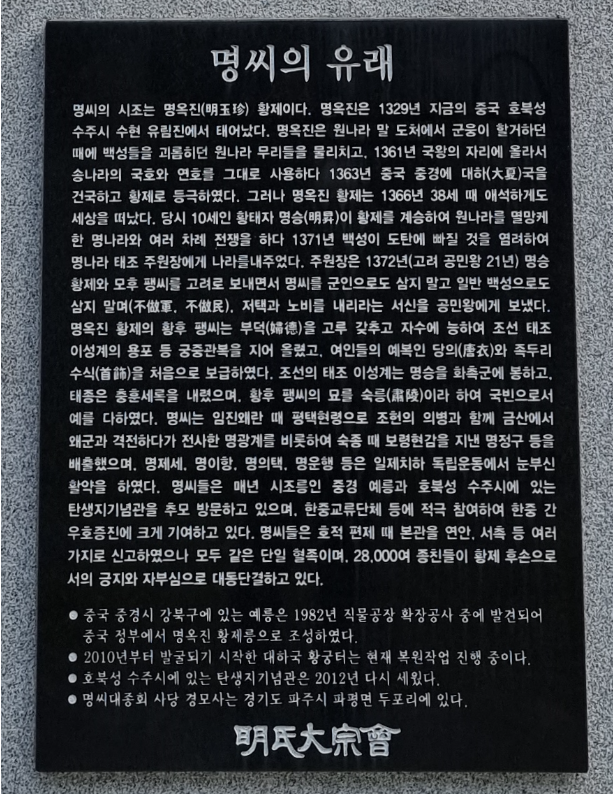 명씨의 유래
명씨의 시조는 명옥진(明玉珍) 황제이다. 명옥진은 1329년 지금의 중국 호북성
수주시 수현 유림진에서 태어났다. 명옥진은 원나라 말 도처에서 군웅이 할거하던
때에 백성들을 괴롭히던 원나라 무리들을 물리치고, 1361년 국왕의 자리에 올라서
송나라의 국호와 연호를 그대로 사용하다 1363년 중국 중경에 대하(大夏)국을
건국하고 황제로 등극하였다. 그러나 명옥진 황제는 1366년 38세 때 애석하게도
세상을 떠났다. 당시 10세인 황태자 명승(明昇)이 황제를 계승하여 원나라를 멸망케
한 명나라와 여러 차례 전쟁을 하다 1371년 백성이 도탄에 빠질 것을 염려하여
명나라 태조 주원장에게 나라를내주었다. 주원장은 1372년(고려 공민왕 21년) 명승
황제와 모후 팽씨를 고려로 보내면서 명씨를 군인으로도 삼지 말고 일반 백성으로도
삼지 말며(不做軍, 不做民), 저택과 노비를 내리라는 서신을 공민왕에게 보냈다.
명옥진 황제의 황후 팽씨는 부덕(婦德)을 고루 갖추고 자수에 능하여 조선 태조
이성계의 용포 등 궁중관복을 지어 올렸고, 여인들의 예복인 당의(唐衣)와 족두리
수식(首飾)을 처음으로 보급하였다. 조선의 태조 이성계는 명승을 화촉군에 봉하고,
태종은 충훈세록을 내렸으며, 황후 팽씨의 묘를 숙릉(肅陵)이라 하여 국빈으로서
예를 다하였다. 명씨는 임진왜란 때 평택현령으로 조헌의 의병과 함께 금산에서
왜군과 격전하다가 전사한 명광계를 비롯하여 숙종 때 보령현감을 지낸 명정구 등을
배출했으며, 명제세, 명이항, 명의택, 명운행 등은 일제치하 독립운동에서 눈부신
활약을 하였다. 명씨들은 매년 시조릉인 중경 예릉과 호북성 수주시에 있는
탄생지기념관을 추모 방문하고 있으며, 한중교류단체 등에 적극 참여하여 한중 간
우호증진에 크게 기여하고 있다. 명씨들은 호적 편제 때 본관을 연안, 서촉 등 여러
가지로 신고하였으나 모두 같은 단일 혈족이며, 28,000여 종친들이 황제 후손으로
서의 긍지와 자부심으로 대동단결하고 있다.
● 중국 중경시 강북구에 있는 예릉은 1982년 직물공장 확장공사 중에 발견되어
중국 정부에서 명옥진 황제릉으로 조성하였다.
● 2010년부터 발굴되기 시작한 대하국 황궁터는 현재 복원작업 진행 중이다.
● 호북성 수주시에 있는 탄생지기념관은 2012년 다시 세웠다.
● 명씨대종회 사당 경모사는 경기도 파주시 파평면 두포리에 있다.
明氏大宗會